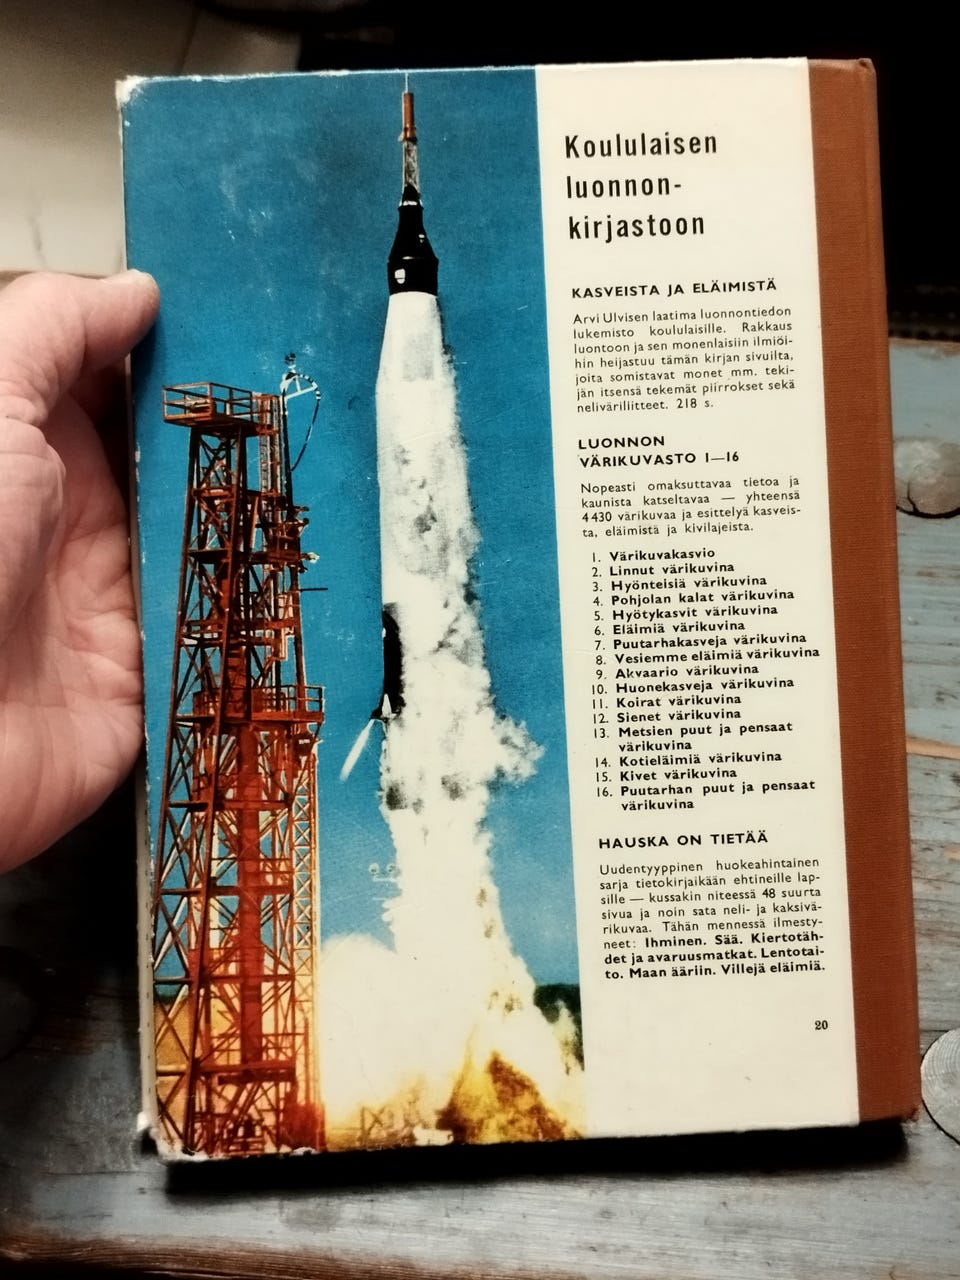 Koululaisen
luonnon-
kirjastoon
KASVEISTA JA ELÄIMISTÄ
Arvi Ulvisen laatima luonnontiedon
lukemisto koululaisille. Rakkaus
luontoon ja sen monenlaisiin ilmiöi-
hin heijastuu tämän kirjan sivuilta,
joita somistavat monet mm. teki-
jän itsensä tekemät piirrokset sekä
neliväriliitteet. 218 s.
LUONNON
VÄRIKUVASTO 1—16
Nopeasti omaksuttavaa tietoa ja
kaunista katseltavaa — yhteensä
4430 värikuvaa ja esittelyä kasveis-
ta, eläimistä ja kivilajeista.
1. Värikuvakasvio
2. Linnut värikuvina
3. Hyönteisiä värikuvina
4. Pohjolan kalat värikuvina
5. Hyötykasvit värikuvina
6. Eläimiä värikuvina
7. Puutarhakasveja värikuvina
8. Vesiemme eläimiä värikuvina
9. Akvaario värikuvina
10. Huonekasveja värikuvina
11. Koirat värikuvina
12. Sienet värikuvina
13. Metsien puut ja pensaat
värikuvina
14. Kotieläimiä värikuvina
15. Kivet värikuvina
16. Puutarhan puut ja pensaat
värikuvina
HAUSKA ON TIETÄÄ
Uudentyyppinen huokeahintainen
sarja tietokirjaikään ehtineille lap-
sille — kussakin niteessä 48 suurta
sivua ja noin sata neli- ja kaksivä-
rikuvaa. Tähän mennessä ilmesty-
neet: Ihminen. Sää. Kiertotäh-
det ja avaruusmatkat. Lentotai-
to. Maan ääriin. Villejä eläimiä.
20